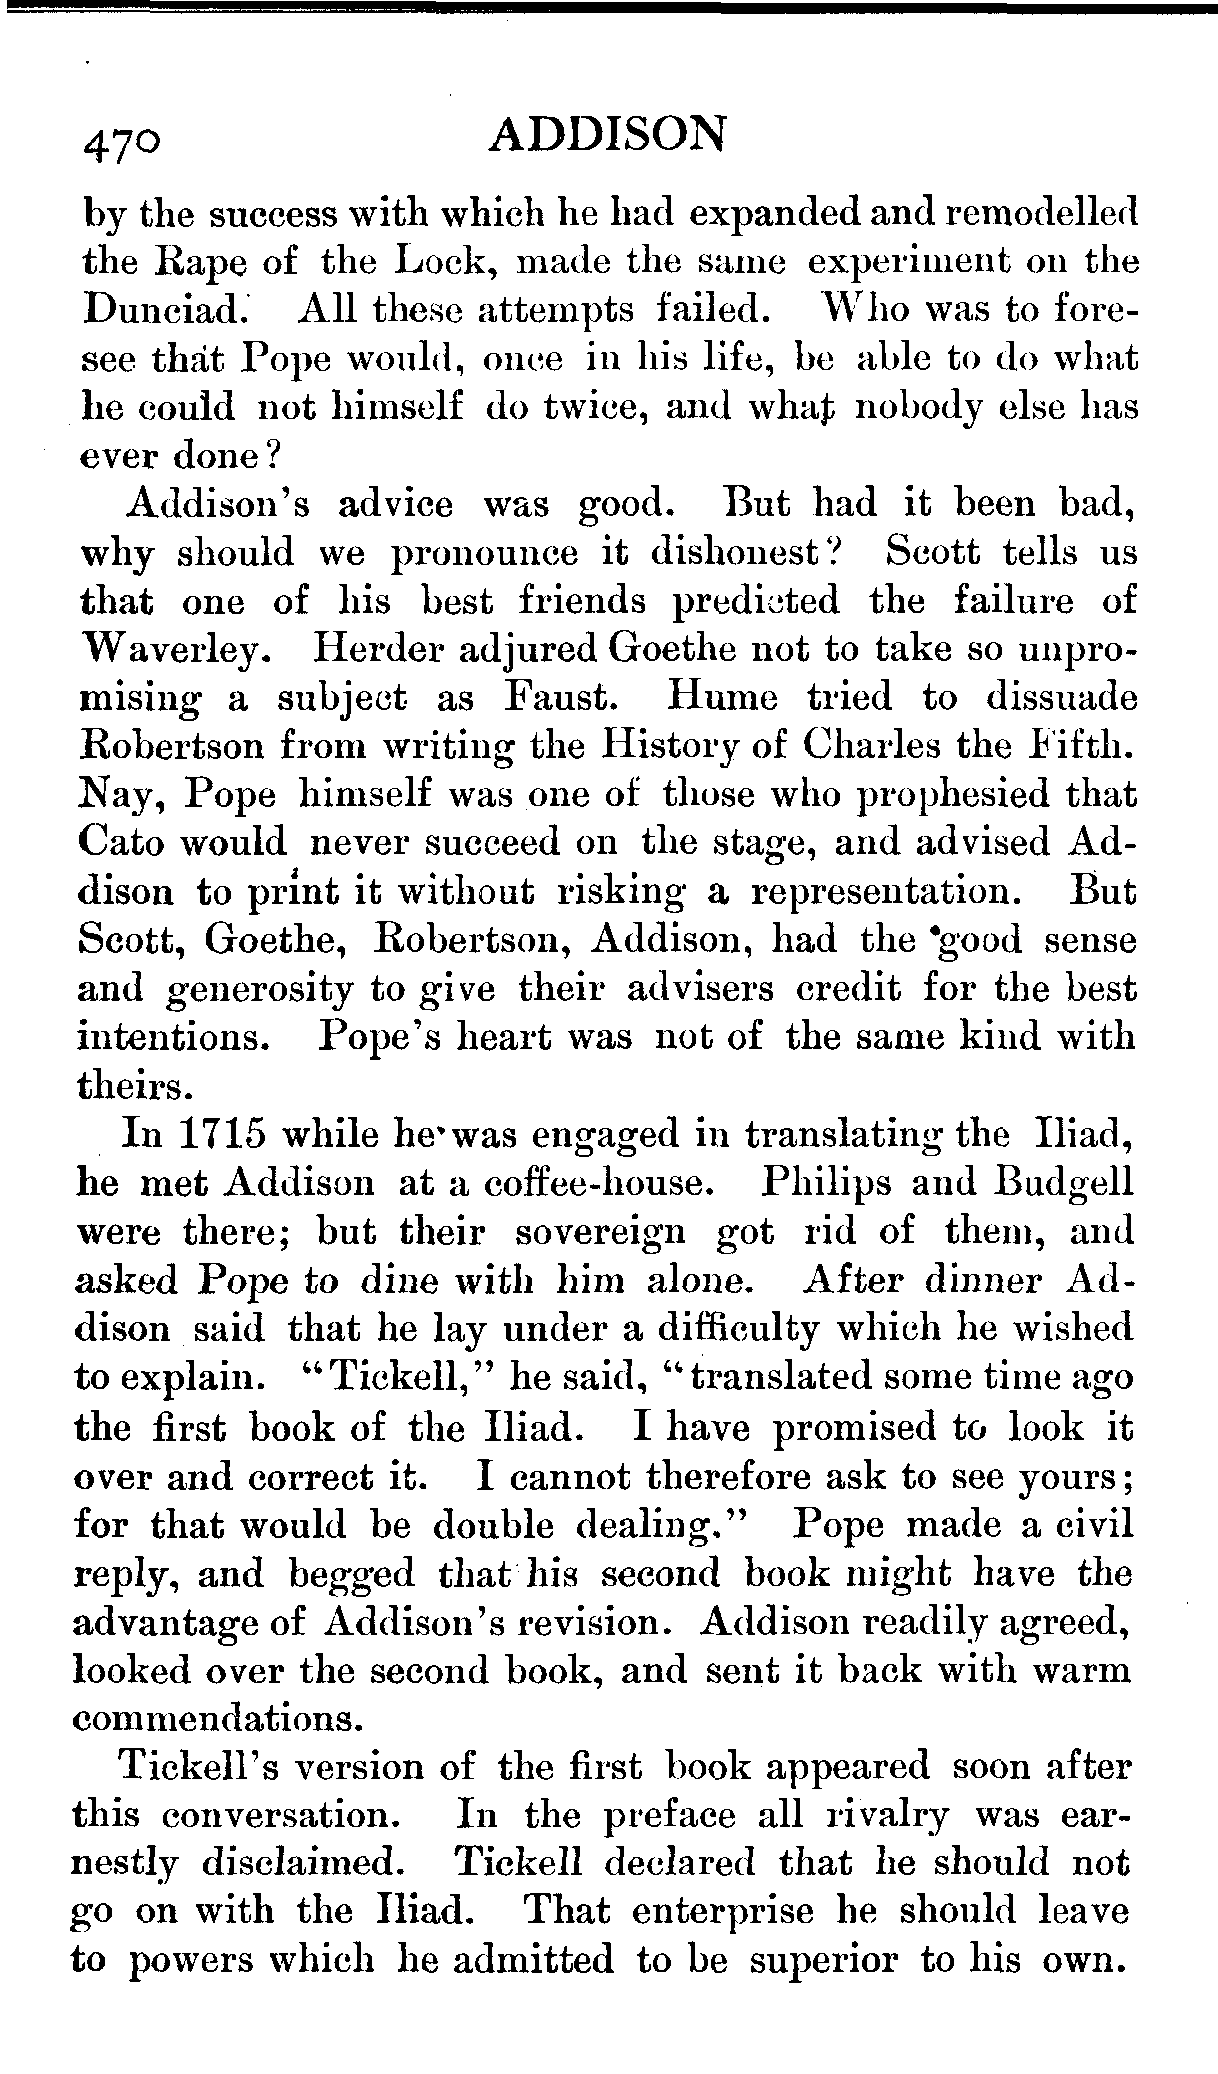 470 ADDISON
by the success with which he had expanded and remodelled
the Rape of the Lock, made the same experiment on the
Dunciad. All these attempts failed. Who was to fore-
see that Pope would, once in his life, be able to do what
he could not himself do twice, and what nobody else has
ever done?
Addison's advice was good. But had it been bad,
why should we pronounce it dishonest? Scott tells us
that one of his best friends predicted the failure of
Waverley. Herder adjured Goethe not to take so unpro-
mising a subject as Faust. Hume tried to dissuade
Robertson from writing the History of Charles the Fifth.
Nay, Pope himself was one of those who prophesied that
Cato would never succeed on the stage, and advised Ad-
dison to print it without risking a representation. But
Scott, Goethe, Robertson, Addison, had the good sense
and generosity to give their advisers credit for the best
intentions. Pope's heart was not of the same kind with
theirs.
In 1715 while he was engaged in translating the Iliad,
he met Addison at a coffee-house. Philips and Budgell
were there; but their sovereign got rid of them, and
asked Pope to dine with him alone. After dinner Ad-
dison said that he lay under a difficulty which he wished
to explain. "Tickell," he said, "translated some time ago
the first book of the Iliad. I have promised to look it
over and correct it. I cannot therefore ask to see yours;
for that would be double dealing." Pope made a civil
reply, and begged that his second book might have the
advantage of Addison's revision. Addison readily agreed,
looked over the second book, and sent it back with warm
commendations.
Tickell's version of the first book appeared soon after
this conversation. In the preface all rivalry was ear-
nestly disclaimed. Tickell declared that he should not
go on with the Iliad. That enterprise he should leave
to powers which he admitted to be superior to his own.